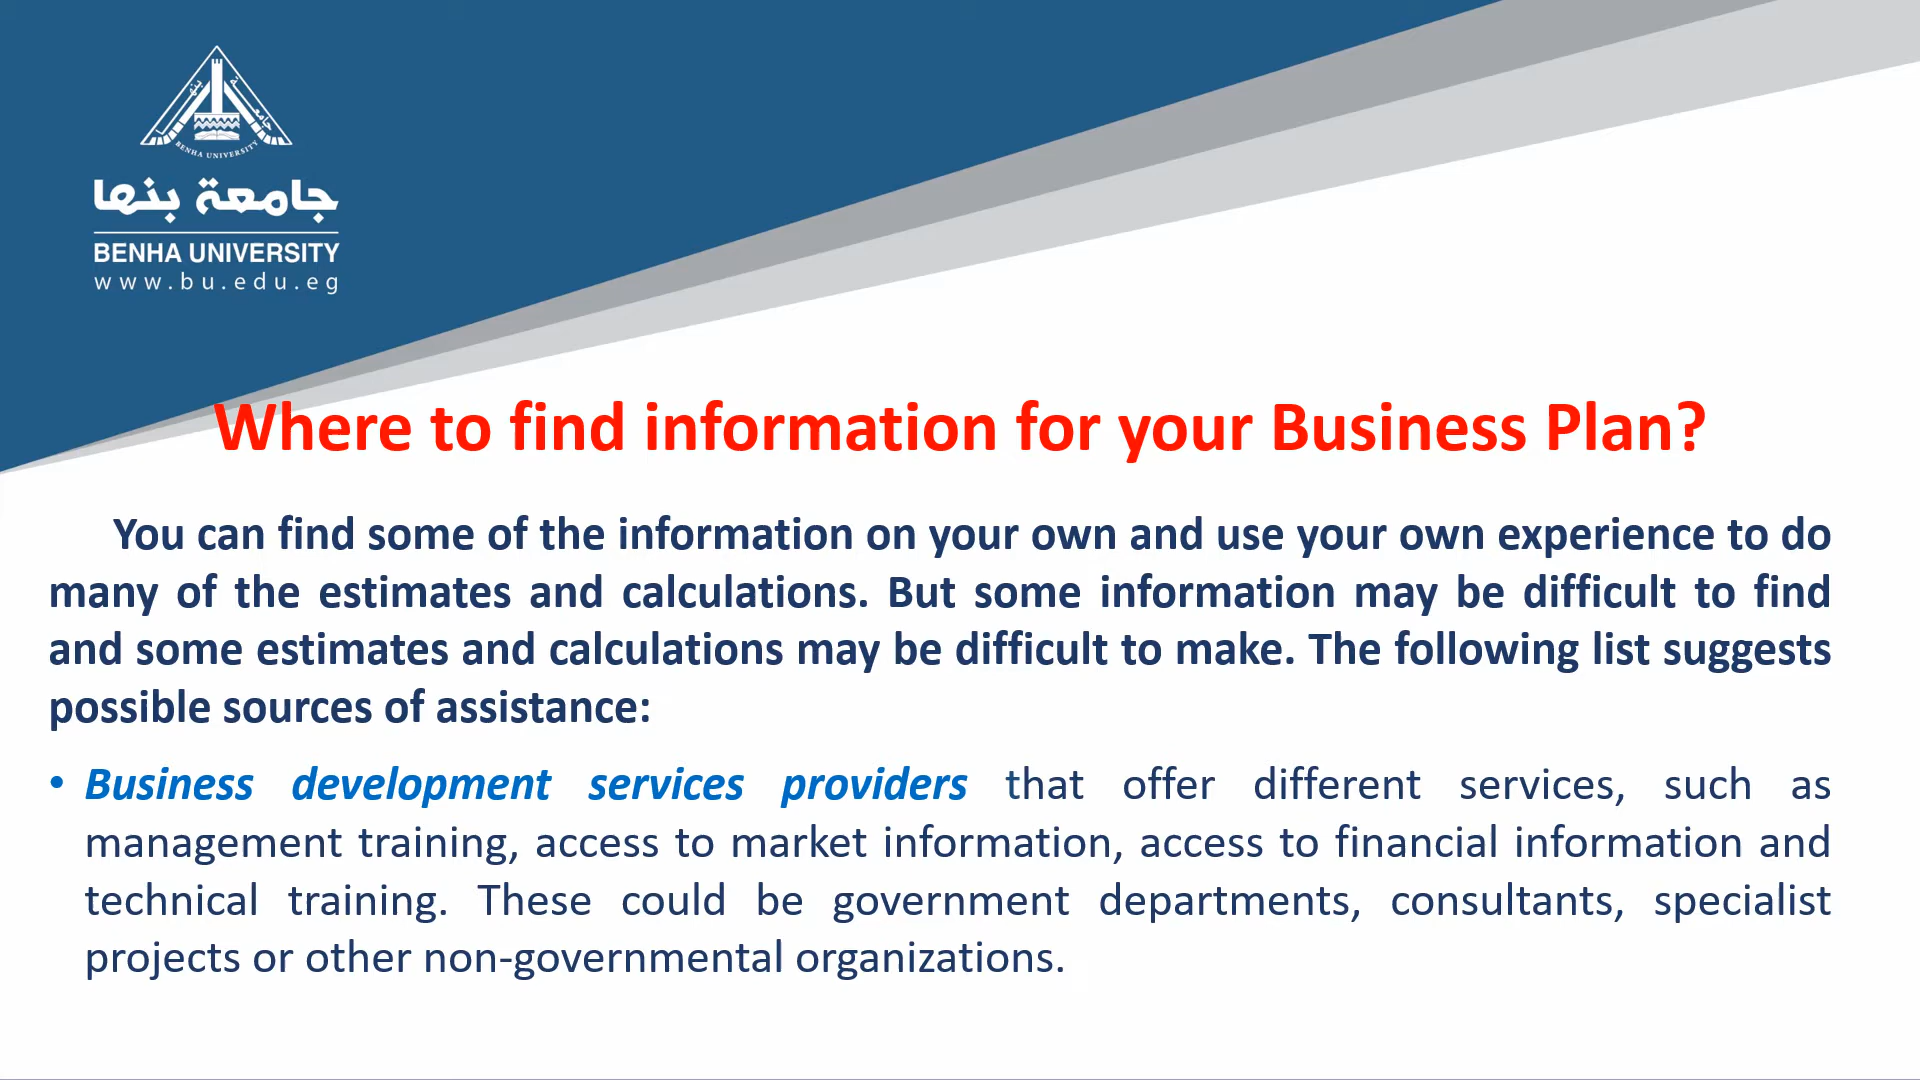 BENHA UNIVERSITY
جامعة بنها
BENHA UNIVERSITY
www.bu.edu.eg
Where to find information for your Business Plan?
You can find some of the information on your own and use your own experience to do
many of the estimates and calculations. But some information may be difficult to find
and some estimates and calculations may be difficult to make. The following list suggests
possible sources of assistance:
• Business development services providers that offer different services, such as
management training, access to market information, access to financial information and
technical training. These could be government departments, consultants, specialist
projects or other non-governmental organizations.